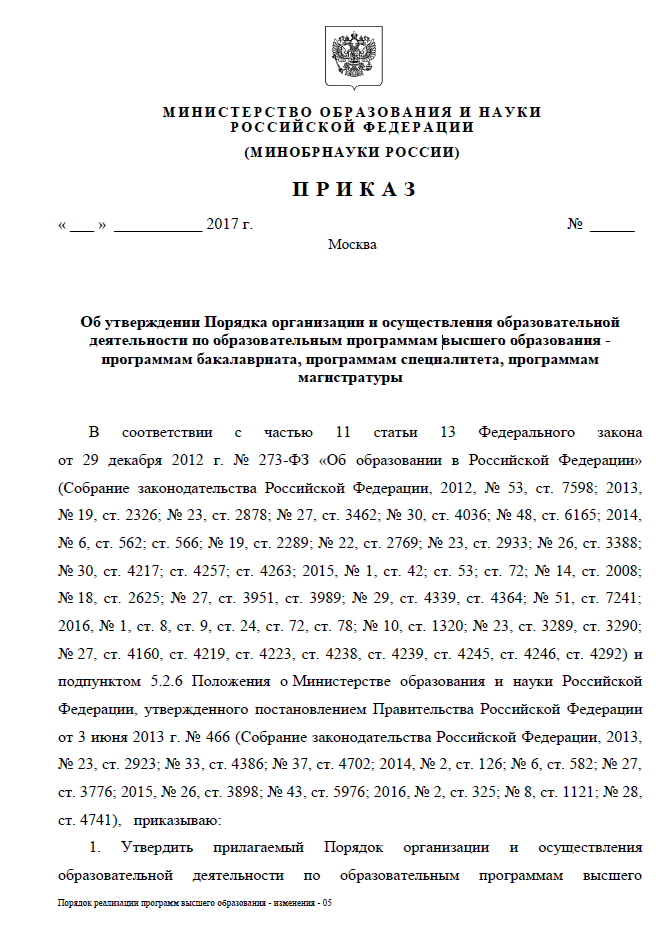 МИНИСТЕРСТВО ОБРАЗОВАНИЯ И НАУКИ
РОССИЙСКОЙ ФЕДЕРАЦИИ
(МИНОБРНАУКИ РОССИИ)
ПРИКАЗ
« ___ » ___________ 2017 г. № ______
Москва
Об утверждении Порядка организации и осуществления образовательной
деятельности по образовательным программам высшего образования -
программам бакалавриата, программам специалитета, программам
магистратуры
В соответствии с частью 11 статьи 13 Федерального закона
от 29 декабря 2012 г. № 273-ФЗ «Об образовании в Российской Федерации»
(Собрание законодательства Российской Федерации, 2012, № 53, ст. 7598; 2013,
№ 19, ст. 2326; № 23, ст. 2878; № 27, ст. 3462; № 30, ст. 4036; № 48, ст. 6165; 2014,
№ 6, ст. 562; ст. 566; № 19, ст. 2289; № 22, ст. 2769; № 23, ст. 2933; № 26, ст. 3388;
№ 30, ст. 4217; ст. 4257; ст. 4263; 2015, № 1, ст. 42; ст. 53; ст. 72; № 14, ст. 2008;
№ 18, ст. 2625; № 27, ст. 3951, ст. 3989; № 29, ст. 4339, ст. 4364; № 51, ст. 7241;
2016, № 1, ст. 8, ст. 9, ст. 24, ст. 72, ст. 78; № 10, ст. 1320; № 23, ст. 3289, ст. 3290;
№ 27, ст. 4160, ст. 4219, ст. 4223, ст. 4238, ст. 4239, ст. 4245, ст. 4246, ст. 4292) и
подпунктом 5.2.6 Положения о Министерстве образования и науки Российской
Федерации, утвержденного постановлением Правительства Российской Федерации
от 3 июня 2013 г. № 466 (Собрание законодательства Российской Федерации, 2013,
№ 23, ст. 2923; № 33, ст. 4386; № 37, ст. 4702; 2014, № 2, ст. 126; № 6, ст. 582; № 27,
ст. 3776; 2015, № 26, ст. 3898; № 43, ст. 5976; 2016, № 2, ст. 325; № 8, ст. 1121; № 28,
ст. 4741), приказываю:
1. Утвердить прилагаемый Порядок организации и осуществления
образовательной деятельности по образовательным программам высшего
Порядок реализации программ высшего образования - изменения - 05